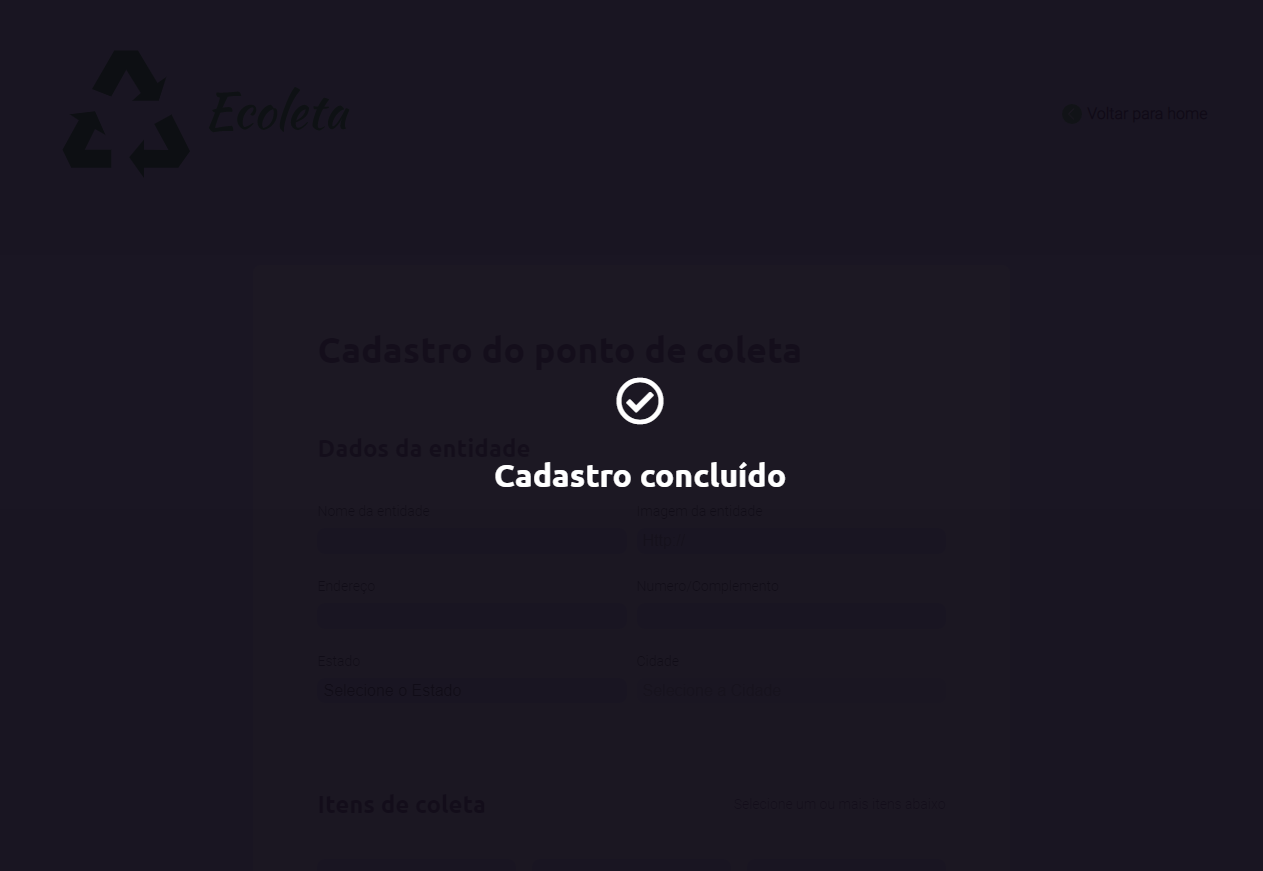 Ecoleta
Voltar para home
Cadastro do ponto de coleta
Cadastro concluído
Dados da entidade
Nome da entidade
Imagem da entidade
Endereço
Número/Complemento
Estado
Cidade
Selecione o Estado
Selecione a Cidade
Itens de coleta
Selecione um ou mais itens abaixo